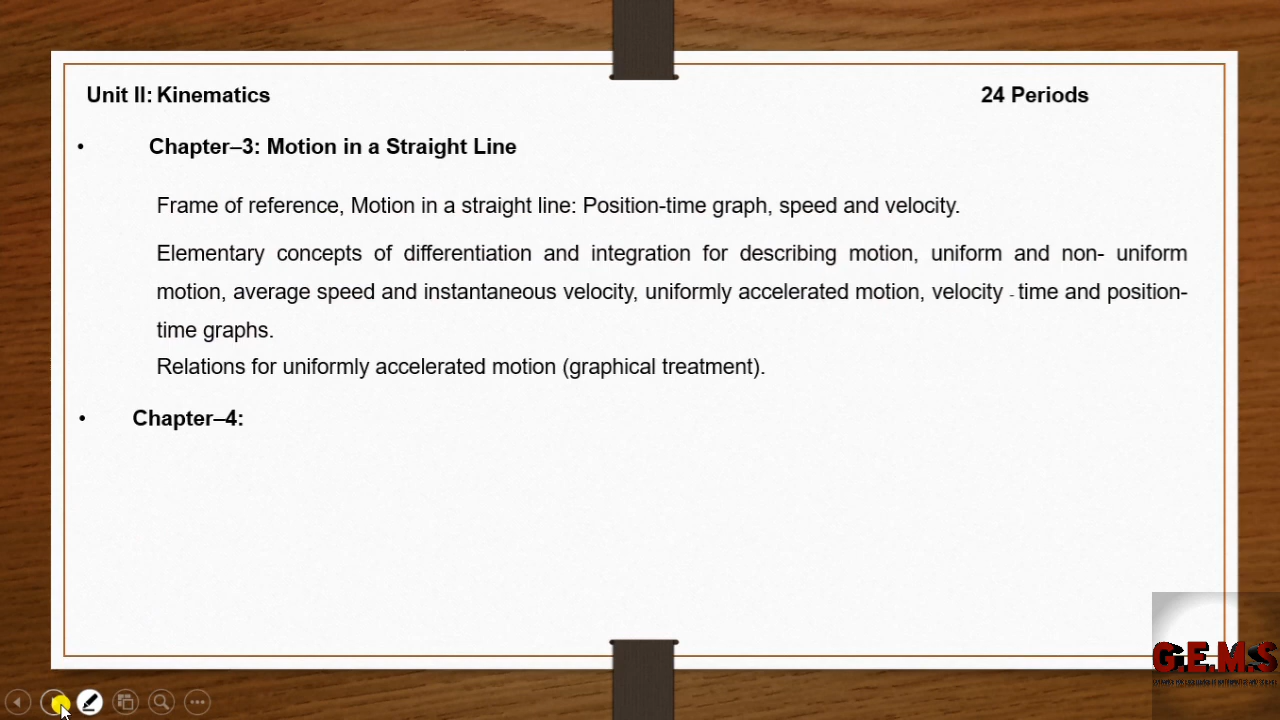 Unit II: Kinematics 24 Periods
• Chapter–3: Motion in a Straight Line
Frame of reference, Motion in a straight line: Position-time graph, speed and velocity.
Elementary concepts of differentiation and integration for describing motion, uniform and non- uniform
motion, average speed and instantaneous velocity, uniformly accelerated motion, velocity - time and position-
time graphs.
Relations for uniformly accelerated motion (graphical treatment).
• Chapter–4:
G.E.M.S